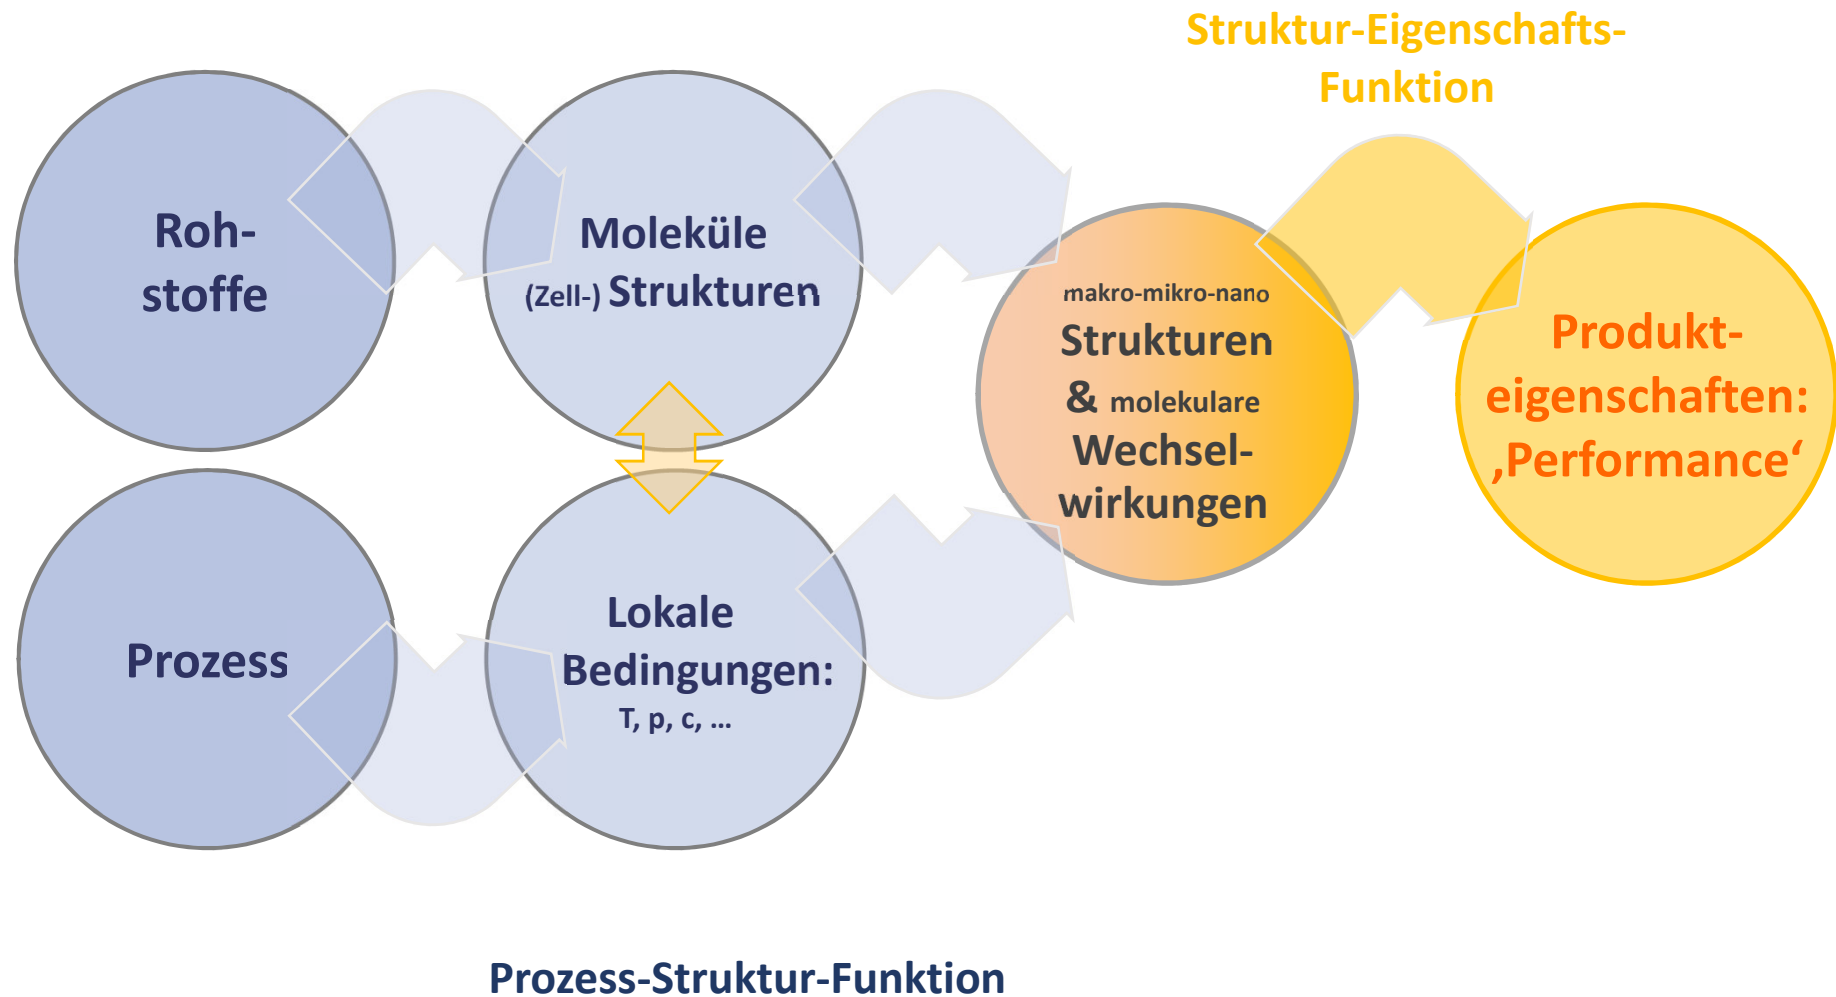 Struktur-Eigenschafts-
Funktion
Roh-
stoffe
Moleküle
(Zell-) Strukturen
makro-mikro-nano
Strukturen
& molekulare
Wechsel-
wirkungen
Produkt-
eigenschaften:
‚Performance‘
Prozess
Lokale
Bedingungen:
T, p, c, ...
Prozess-Struktur-Funktion